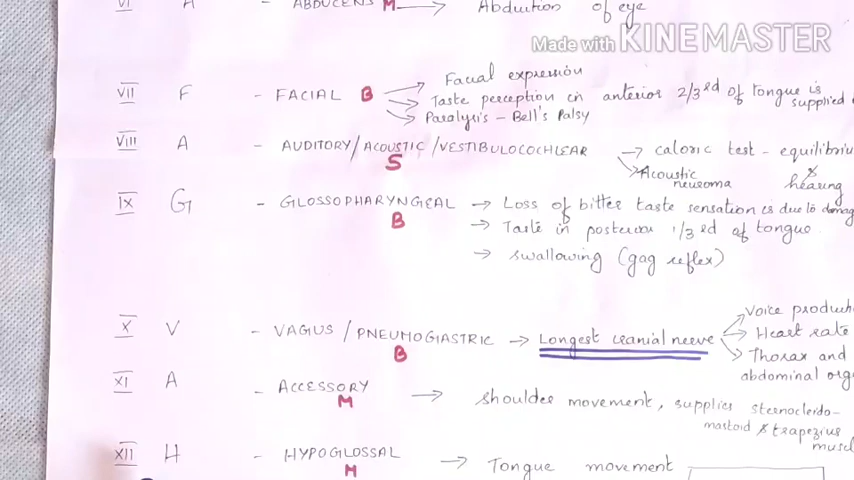 VI A - ABDUCENS M → Abduction of eye
Made with KINEMASTER
VII F - FACIAL B → Facial expression
→ Taste perception in anterior 2/3rd of tongue is supplied
→ Paralysis - Bell's Palsy
VIII A - AUDITORY/ACOUSTIC/VESTIBULOCOCHLEAR → caloric test - equilibriu
S → Acoustic neuroma & hearing
IX G - GLOSSOPHARYNGEAL → Loss of bitter taste sensation is due to damag
B → Taste in posterior 1/3rd of tongue
→ swallowing (gag reflex)
X V - VAGUS / PNEUMOGASTRIC → Longest cranial nerve → Voice product
B → Heart rate
→ Thorax and abdominal orga
XI A - ACCESSORY → shoulder movement, supplies sternocleido-
M mastoid & trapezius muscl
XII H - HYPOGLOSSAL → Tongue movement
M